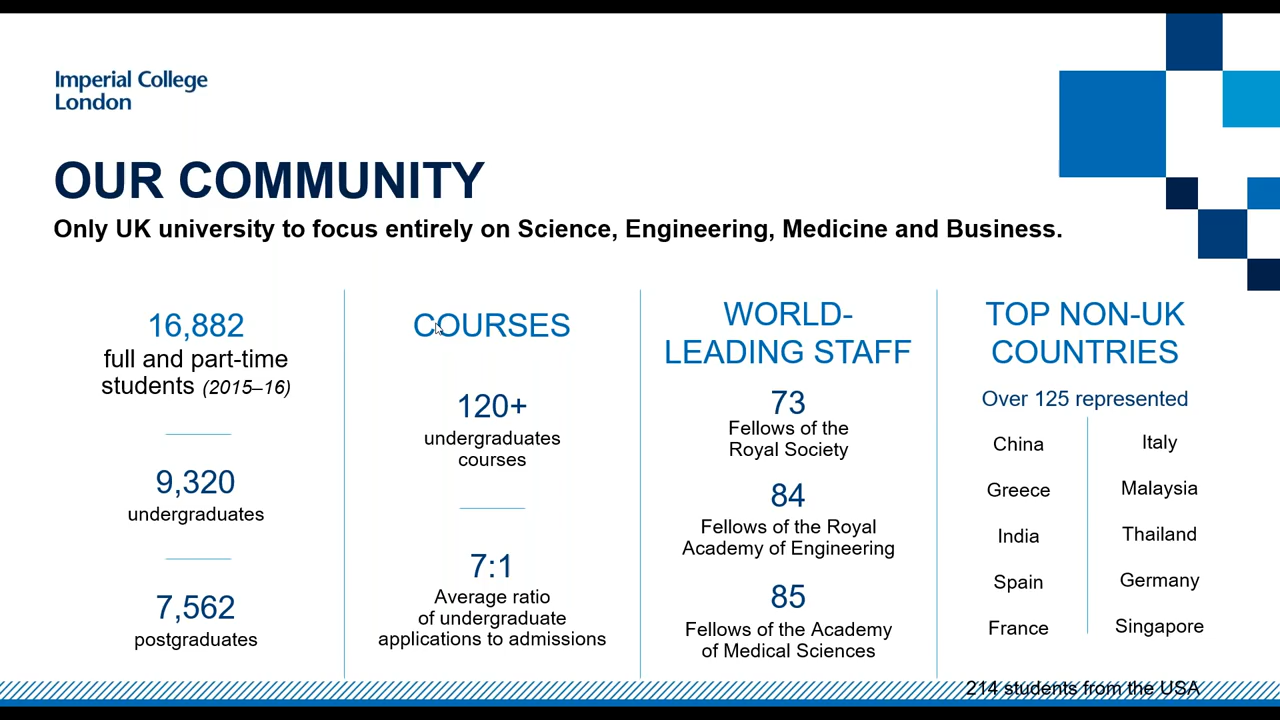 Imperial College
London
OUR COMMUNITY
Only UK university to focus entirely on Science, Engineering, Medicine and Business.
16,882
full and part-time
students (2015–16)
9,320
undergraduates
7,562
postgraduates
COURSES
120+
undergraduates
courses
7:1
Average ratio
of undergraduate
applications to admissions
WORLD-
LEADING STAFF
73
Fellows of the
Royal Society
84
Fellows of the Royal
Academy of Engineering
85
Fellows of the Academy
of Medical Sciences
TOP NON-UK
COUNTRIES
Over 125 represented
China
Greece
India
Spain
France
Italy
Malaysia
Thailand
Germany
Singapore
214 students from the USA